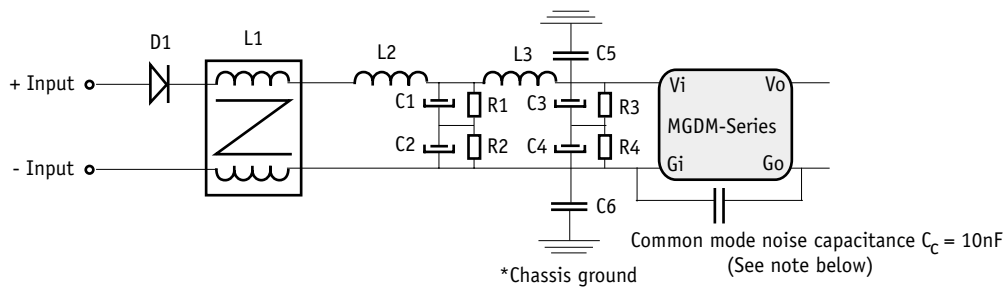 D1
L1
L2
L3
C5
+ Input
C1
R1
C3
R3
Vi
Vo
MGDM-Series
C2
R2
C4
R4
Gi
Go
- Input
C6
Common mode noise capacitance Cc = 10nF
(See note below)
*Chassis ground